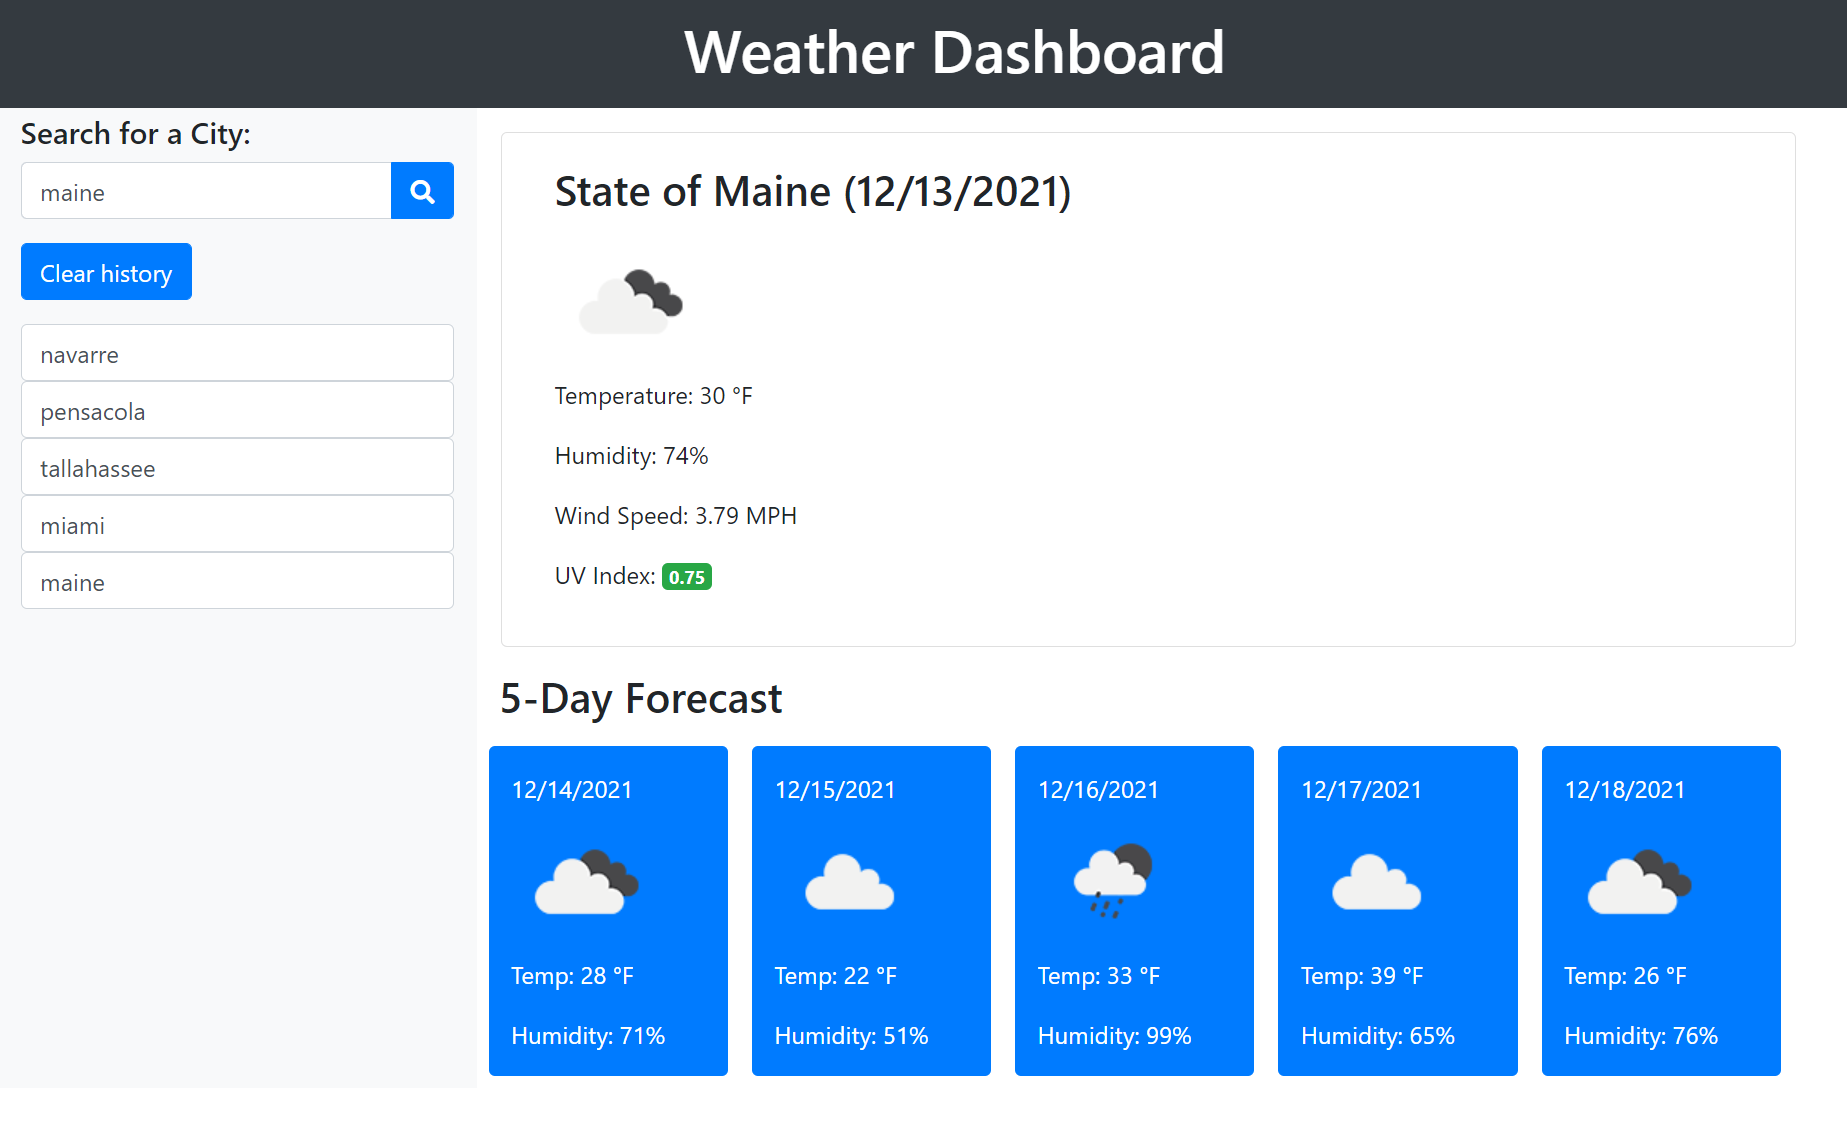 Weather Dashboard
Search for a City:
maine
Clear history
navarre
pensacola
tallahassee
miami
maine
State of Maine (12/13/2021)
Temperature: 30 °F
Humidity: 74%
Wind Speed: 3.79 MPH
UV Index: 0.75
5-Day Forecast
12/14/2021
Temp: 28 °F
Humidity: 71%
12/15/2021
Temp: 22 °F
Humidity: 51%
12/16/2021
Temp: 33 °F
Humidity: 99%
12/17/2021
Temp: 39 °F
Humidity: 65%
12/18/2021
Temp: 26 °F
Humidity: 76%